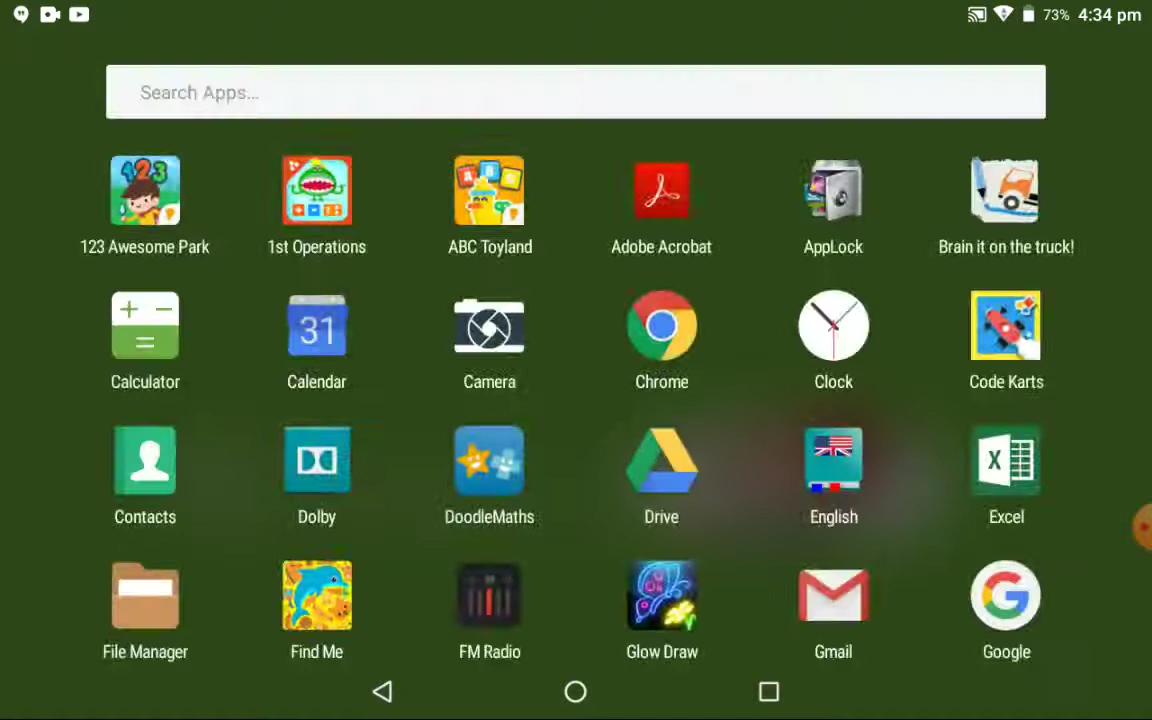 73% 4:34 pm
Search Apps...
123 Awesome Park 1st Operations ABC Toyland Adobe Acrobat AppLock Brain it on the truck!
31
Calculator Calendar Camera Chrome Clock Code Karts
Contacts Dolby DoodleMaths Drive English Excel
File Manager Find Me FM Radio Glow Draw Gmail Google